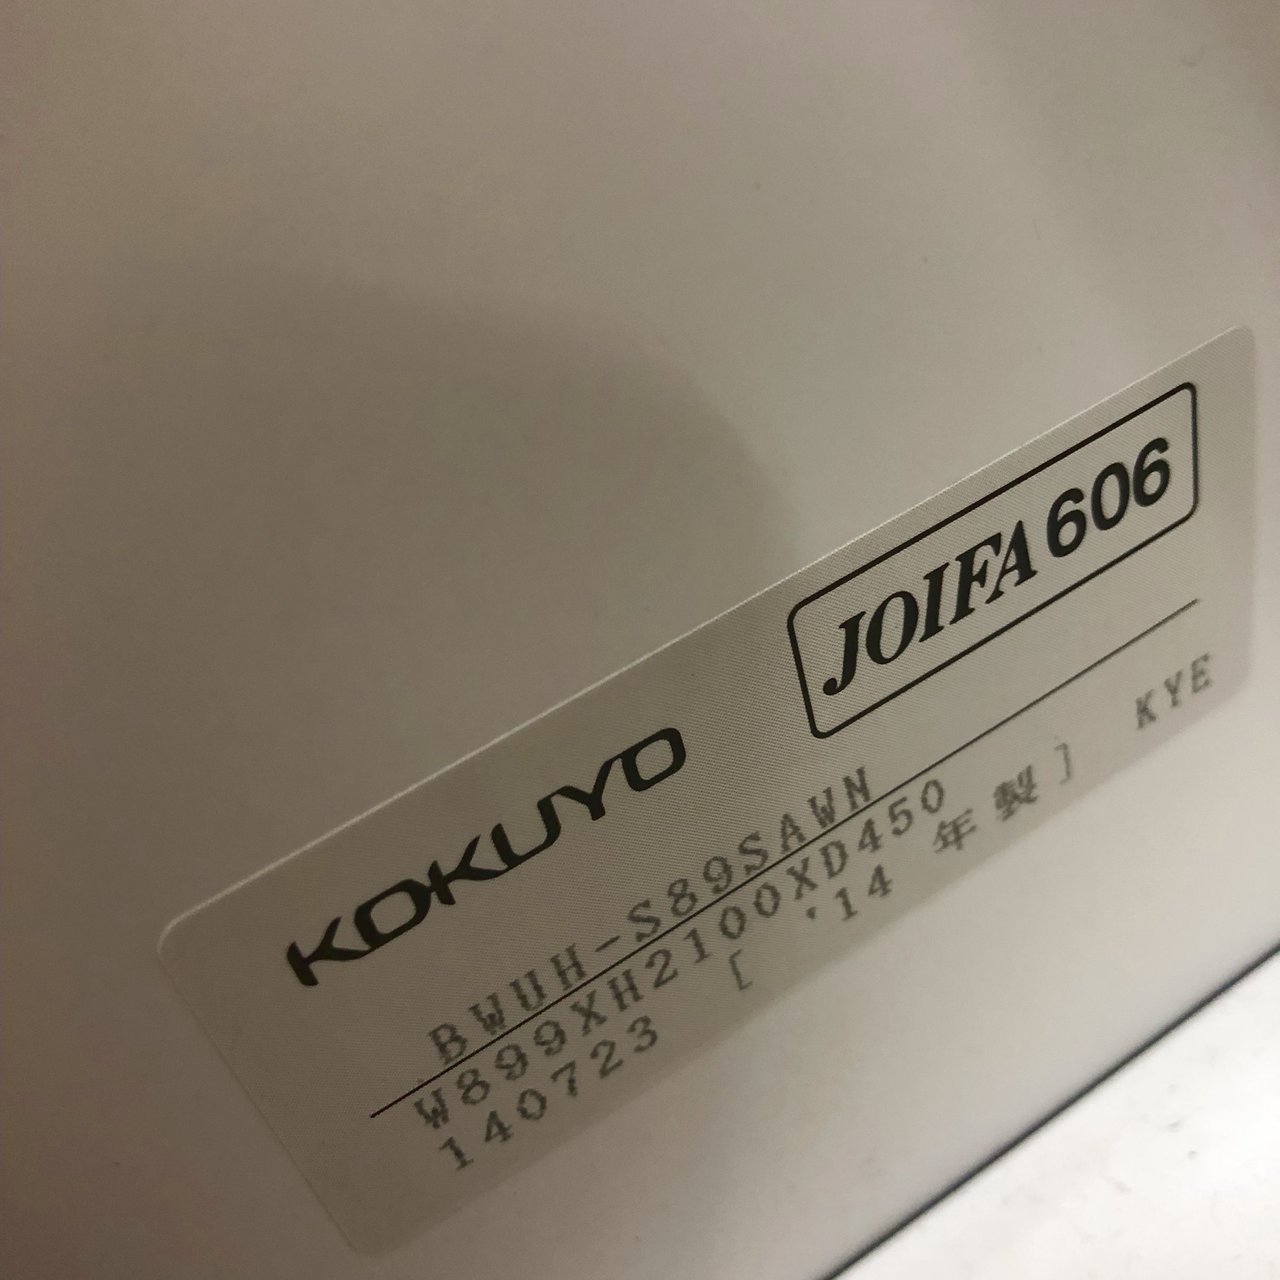 KOKUYO
JOIFA 606
BWUH-S89SAWN
W899XH2100XD450
140723 [ '14 年製] KYE